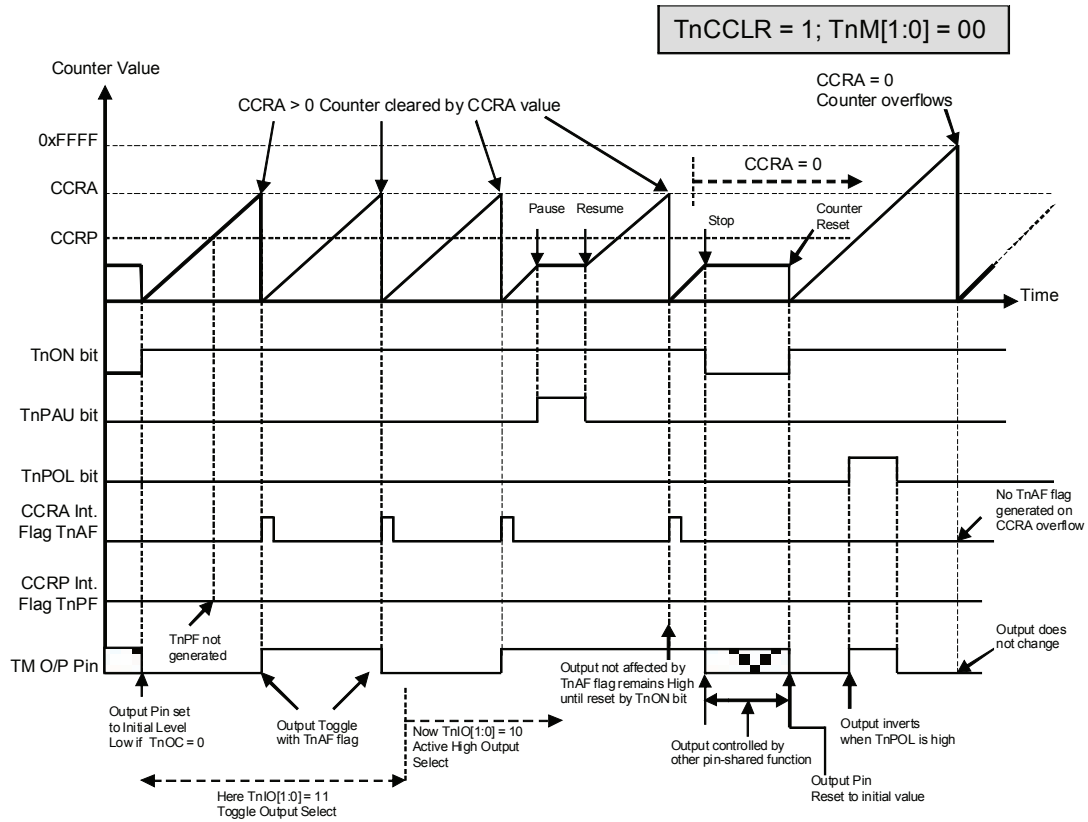 TnCCLR = 1; TnM[1:0] = 00
Counter Value
CCRA = 0
Counter overflows
CCRA > 0 Counter cleared by CCRA value
0xFFFF
CCRA = 0
CCRA
Pause
Resume
Stop
Counter
Reset
CCRP
Time
TnON bit
TnPAU bit
TnPOL bit
No TnAF flag
generated on
CCRA overflow
CCRA Int.
Flag TnAF
CCRP Int.
Flag TnPF
TnPF not
generated
Output does
not change
TM O/P Pin
Output not affected by
TnAF flag remains High
until reset by TnON bit
Output Pin set
to Initial Level
Low if TnOC = 0
Output Toggle
with TnAF flag
Now TnIO[1:0] = 10
Active High Output
Select
Output controlled by
other pin-shared function
Output inverts
when TnPOL is high
Output Pin
Reset to initial value
Here TnIO[1:0] = 11
Toggle Output Select